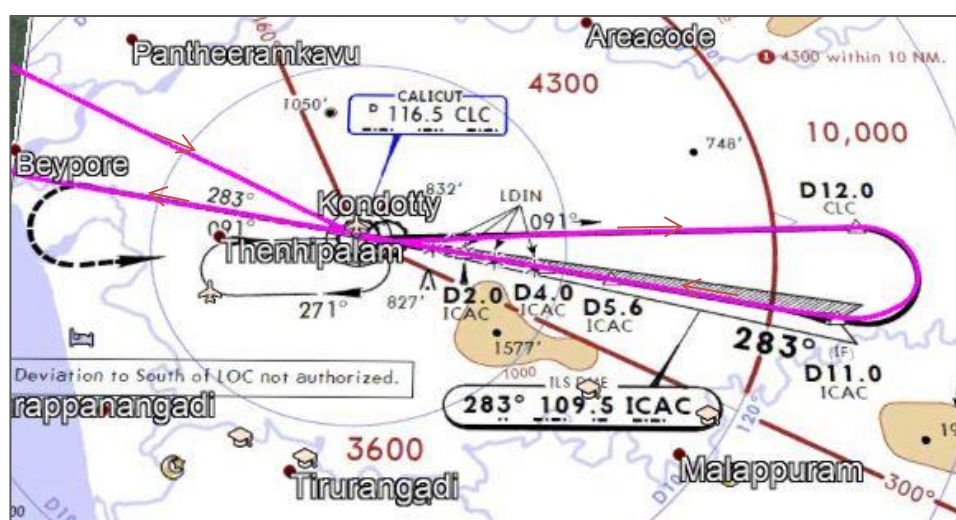 Pantheeramkavu
Areacode
160°
4300
❶ 4300 within 10 NM.
1050'
CALICUT
D 116.5 CLC
10,000
748'
Beypore
D12.0
CLC
283°
832'
LDIN
Kondotty
091°
091°
Thenhipalam
271°
827'
D2.0
ICAC
D4.0
ICAC
D5.6
ICAC
283°
(IF)
D11.0
ICAC
1577'
1000
Deviation to South of LOC not authorized.
ILS DME
283° 109.5 ICAC
rappanangadi
120°
3600
Tirurangadi
Malappuram
300°